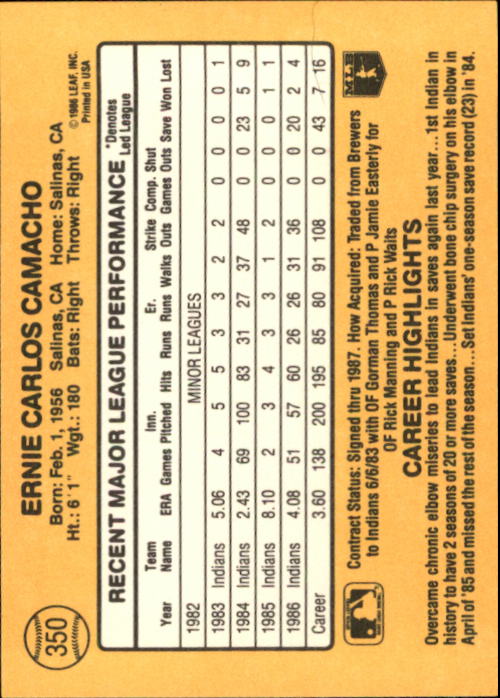 350
ERNIE CARLOS CAMACHO
Born: Feb. 1, 1956 Salinas, CA Home: Salinas, CA
Ht.: 6'1" Wgt.: 180 Bats: Right Throws: Right
© 1986 LEAF, INC.
Printed in USA
RECENT MAJOR LEAGUE PERFORMANCE *Denotes Led League
Year Team Name ERA Games Inn. Pitched Hits Runs Er. Runs Walks Strike Outs Comp. Games Shut Outs Save Won Lost
1982 MINOR LEAGUES
1983 Indians 5.06 4 5 5 3 3 2 2 0 0 0 0 1
1984 Indians 2.43 69 100 83 31 27 37 48 0 0 23 5 9
1985 Indians 8.10 2 3 4 3 3 1 2 0 0 0 0 1
1986 Indians 4.08 51 57 60 26 26 31 36 0 0 20 2 4
Career 3.60 138 200 195 85 80 91 108 0 0 43 7 16
Contract Status: Signed thru 1987. How Acquired: Traded from Brewers
to Indians 6/6/83 with OF Gorman Thomas and P Jamie Easterly for
OF Rick Manning and P Rick Waits
MLB
CAREER HIGHLIGHTS
Overcame chronic elbow miseries to lead Indians in saves again last year...1st Indian in
history to have 2 seasons of 20 or more saves...Underwent bone chip surgery on his elbow in
April of '85 and missed the rest of the season...Set Indians' one-season save record (23) in '84.